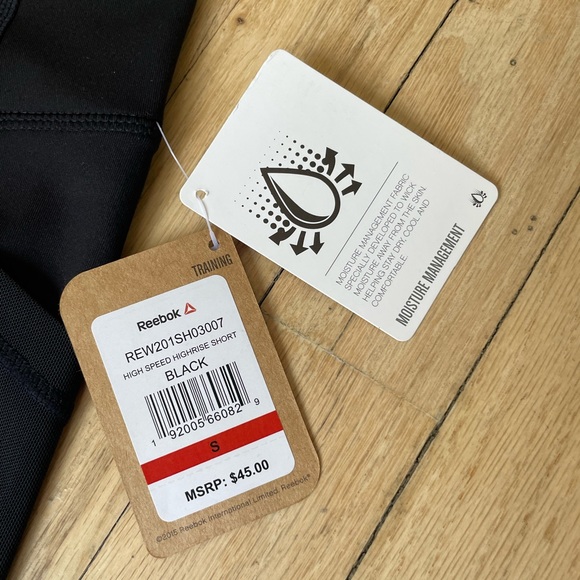 MOISTURE MANAGEMENT FABRIC
SPECIALLY DEVELOPED TO WICK
MOISTURE AWAY FROM THE SKIN
HELPING STAY DRY, COOL AND
COMFORTABLE.
MOISTURE MANAGEMENT
TRAINING
Reebok
REW201SH03007
HIGH SPEED HIGHRISE SHORT
BLACK
1 92005 66082 9
S
MSRP: $45.00
©2015 Reebok International Limited. Reebok®